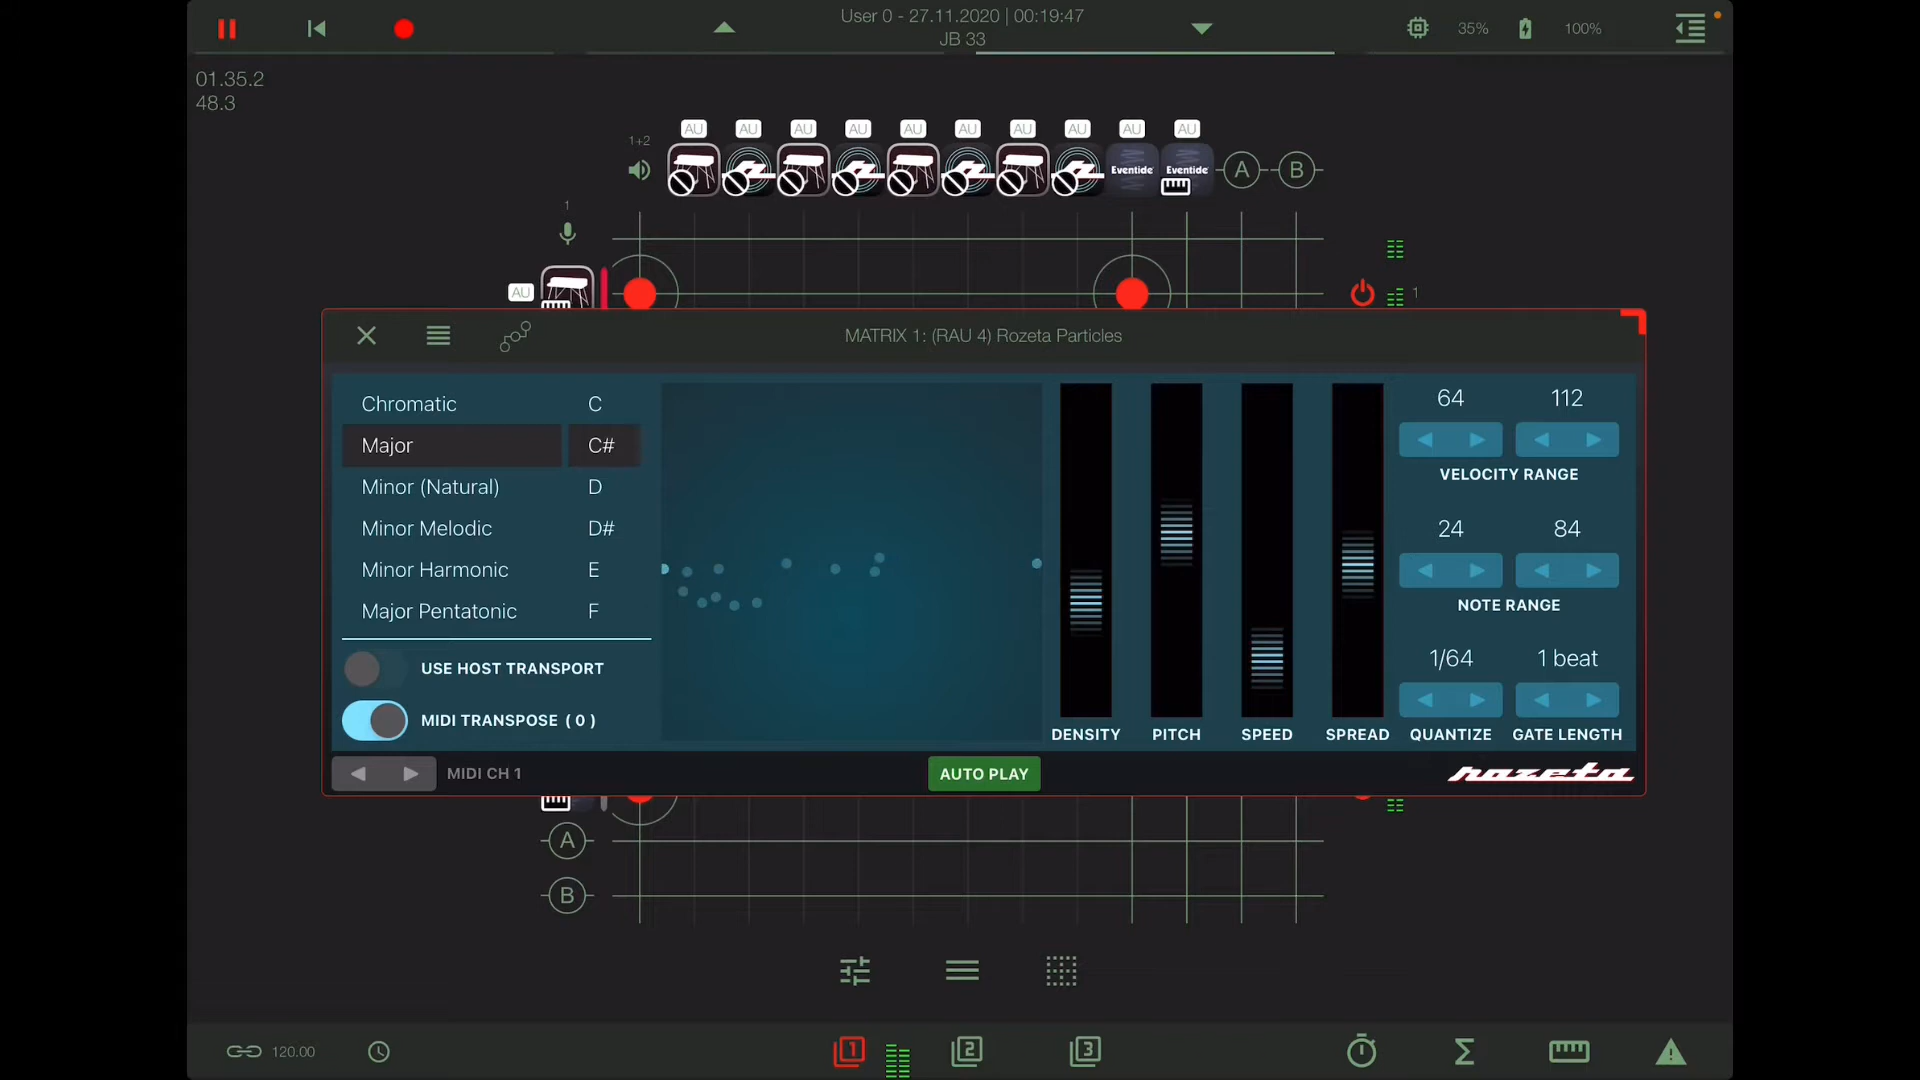 User 0 - 27.11.2020 | 00:19:47
JB 33
35%
100%
01.35.2
48.3
1+2
AU AU AU AU AU AU AU AU AU AU
Eventide Eventide A B
1
AU
1
MATRIX 1: (RAU 4) Rozeta Particles
Chromatic C
Major C#
Minor (Natural) D
Minor Melodic D#
Minor Harmonic E
Major Pentatonic F
USE HOST TRANSPORT
MIDI TRANSPOSE ( 0 )
DENSITY PITCH SPEED SPREAD
64 112
VELOCITY RANGE
24 84
NOTE RANGE
1/64 1 beat
QUANTIZE GATE LENGTH
MIDI CH 1
AUTO PLAY
rozeta
A
B
120.00
1 2 3
Σ